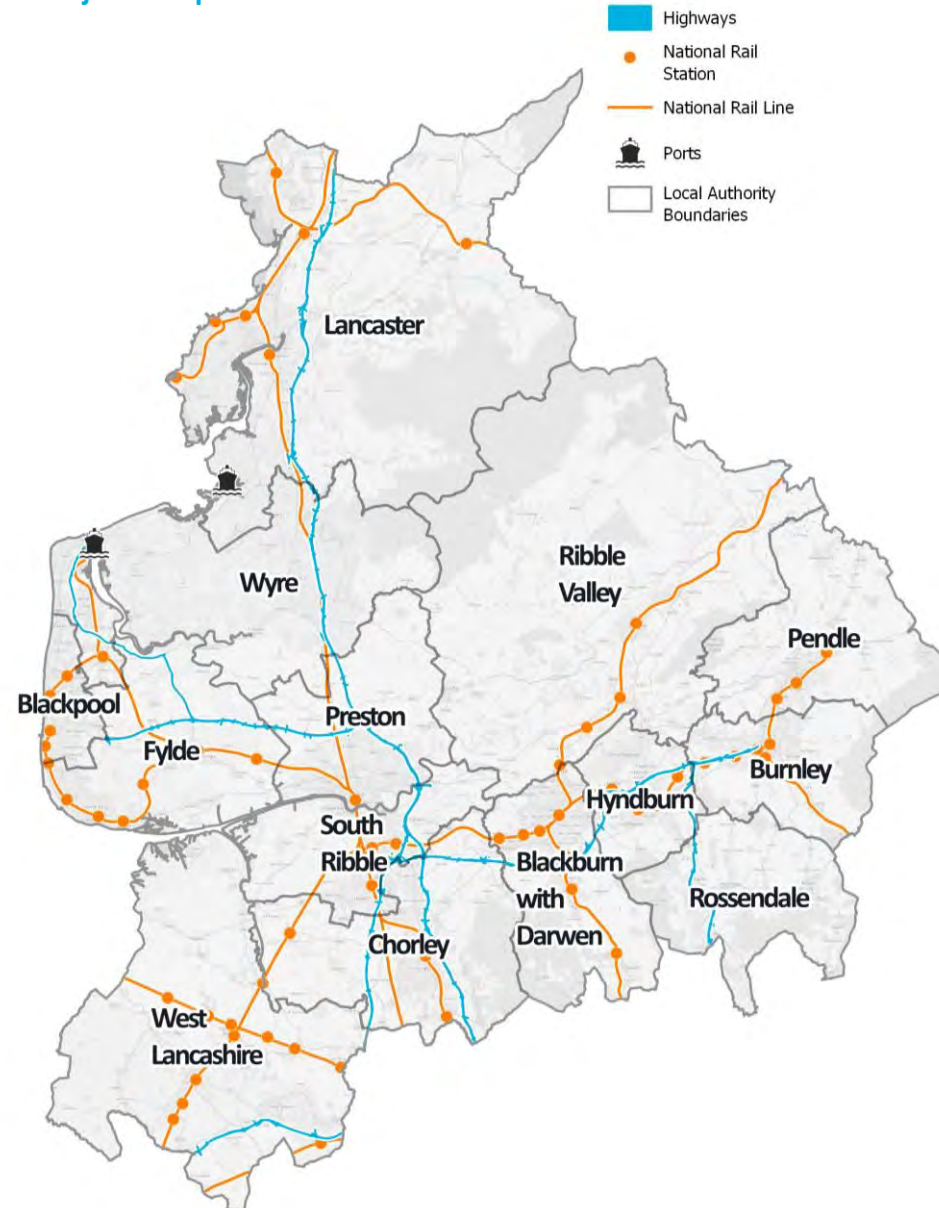 Highways
National Rail
Station
National Rail Line
Ports
Local Authority
Boundaries
Lancaster
Wyre
Ribble
Valley
Pendle
Blackpool
Preston
Fylde
Burnley
Hyndburn
South
Ribble
Blackburn
with
Darwen
Rossendale
Chorley
West
Lancashire